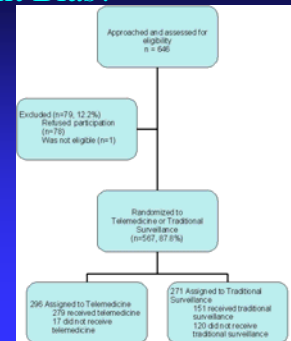 Approached and assessed for
eligibility
n = 646
Excluded (n=79, 12.2%)
Refused participation
(n=78)
Was not eligible (n=1)
Randomized to
Telemedicine or Traditional
Surveillance
(n=567, 87.8%)
296 Assigned to Telemedicine
279 received telemedicine
17 did not receive
telemedicine
271 Assigned to Traditional
Surveillance
151 received traditional
surveillance
120 did not receive
traditional surveillance